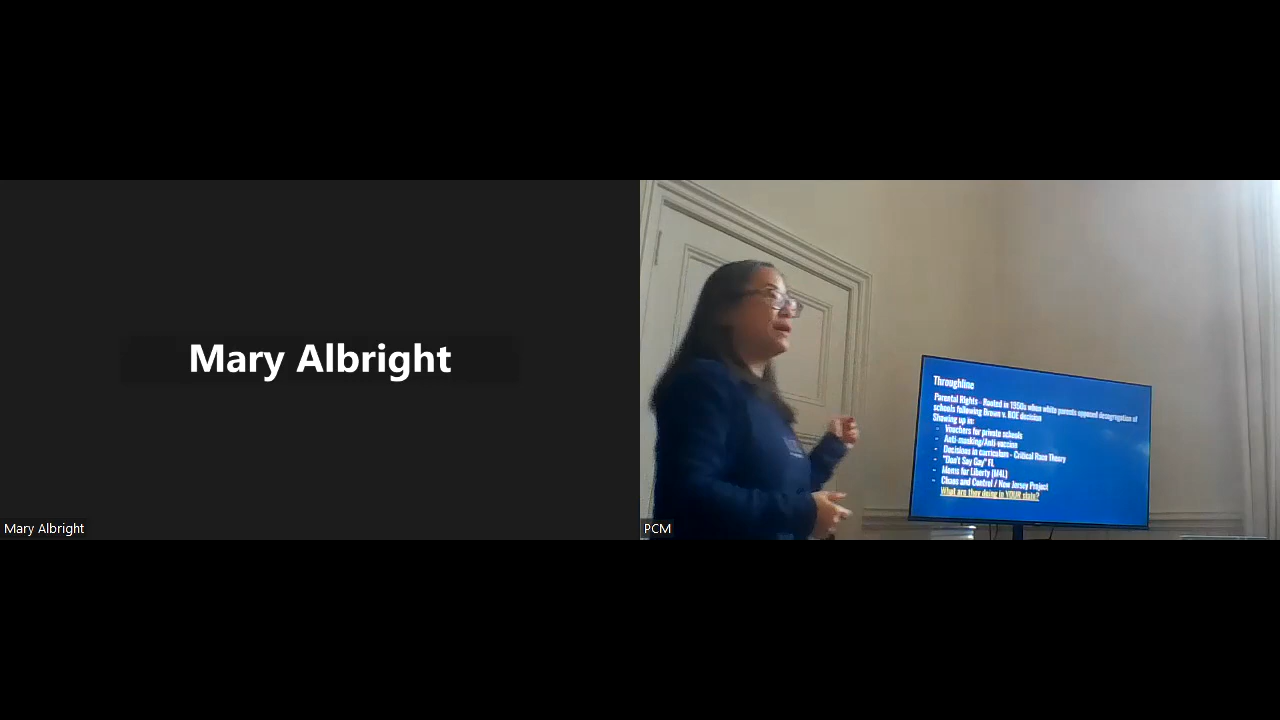 Mary Albright
Mary Albright
PCM
Throughline
Parental Rights - Rooted in 1950s when white parents opposed desegregation of
schools following Brown v. BOE decision
Showing up in:
- Vouchers for private schools
- Anti-masking/Anti-vaccine
- Decisions in curriculum - Critical Race Theory
- "Don't Say Gay" FL
- Moms for Liberty (M4L)
- Chaos and Control / New Jersey Project
What are they doing in YOUR state?